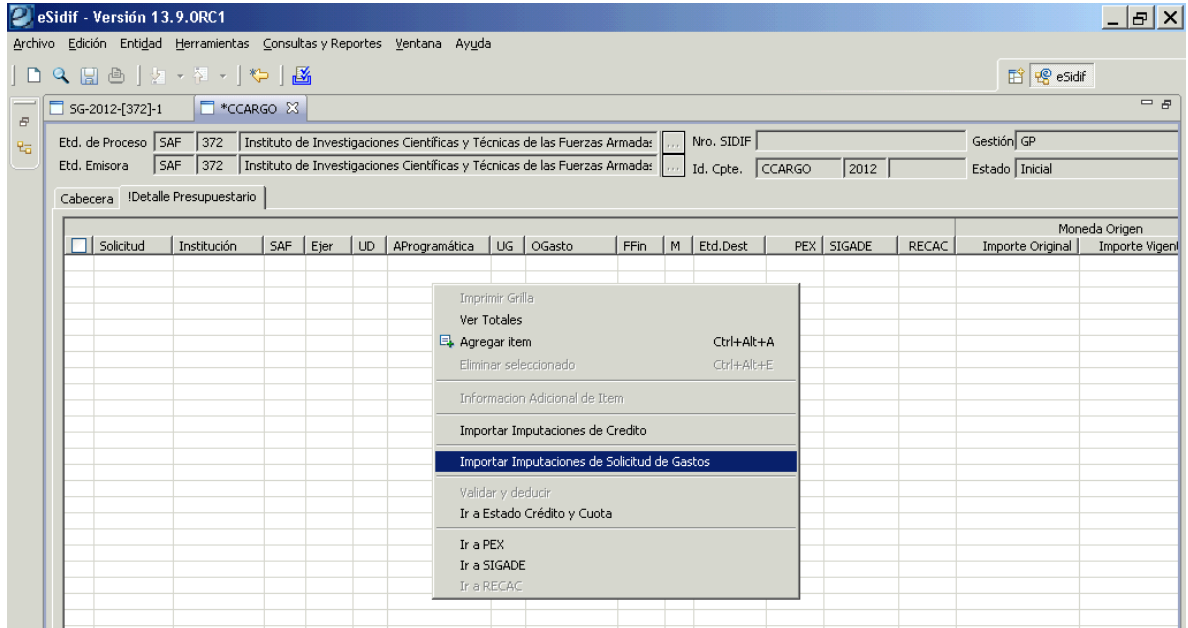 eSidif - Versión 13.9.0RC1
Archivo Edición Entidad Herramientas Consultas y Reportes Ventana Ayuda
eSidif
SG-2012-[372]-1 *CCARGO
Etd. de Proceso SAF 372 Instituto de Investigaciones Científicas y Técnicas de las Fuerzas Armadas ... Nro. SIDIF Gestión GP
Etd. Emisora SAF 372 Instituto de Investigaciones Científicas y Técnicas de las Fuerzas Armadas ... Id. Cpte. CCARGO 2012 Estado Inicial
Cabecera !Detalle Presupuestario
Moneda Origen
Solicitud Institución SAF Ejer UD AProgramática UG OGasto FFin M Etd.Dest PEX SIGADE RECAC Importe Original Importe Vigent
Imprimir Grilla
Ver Totales
Agregar item Ctrl+Alt+A
Eliminar seleccionado Ctrl+Alt+E
Informacion Adicional de Item
Importar Imputaciones de Credito
Importar Imputaciones de Solicitud de Gastos
Validar y deducir
Ir a Estado Crédito y Cuota
Ir a PEX
Ir a SIGADE
Ir a RECAC